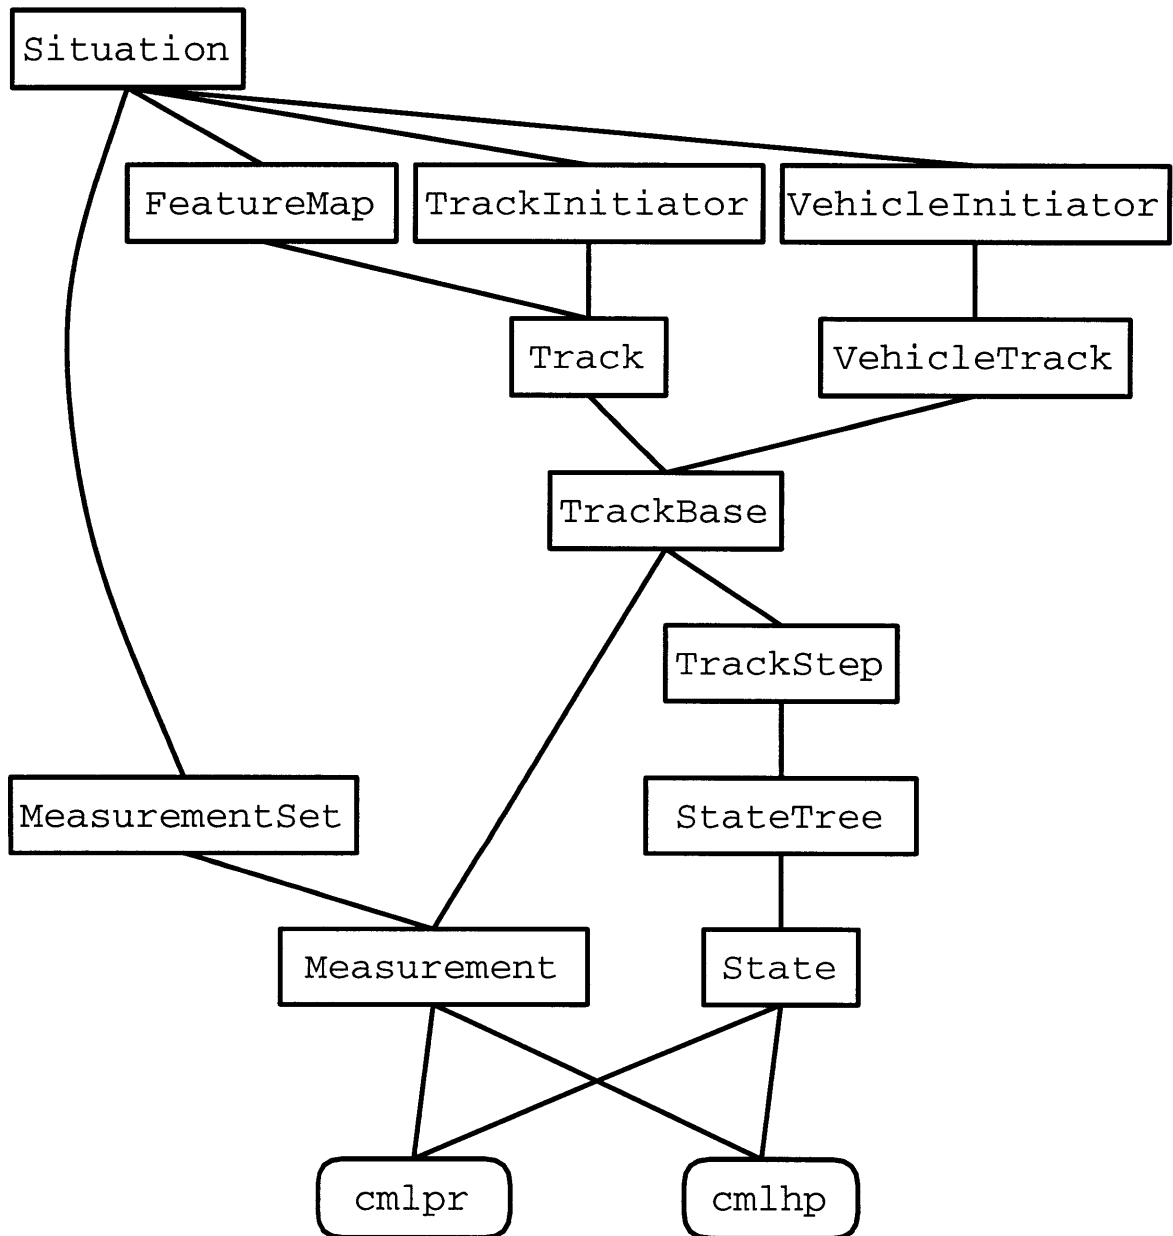 Situation
FeatureMap
TrackInitiator
VehicleInitiator
Track
VehicleTrack
TrackBase
TrackStep
MeasurementSet
StateTree
Measurement
State
cmlpr
cmlhp